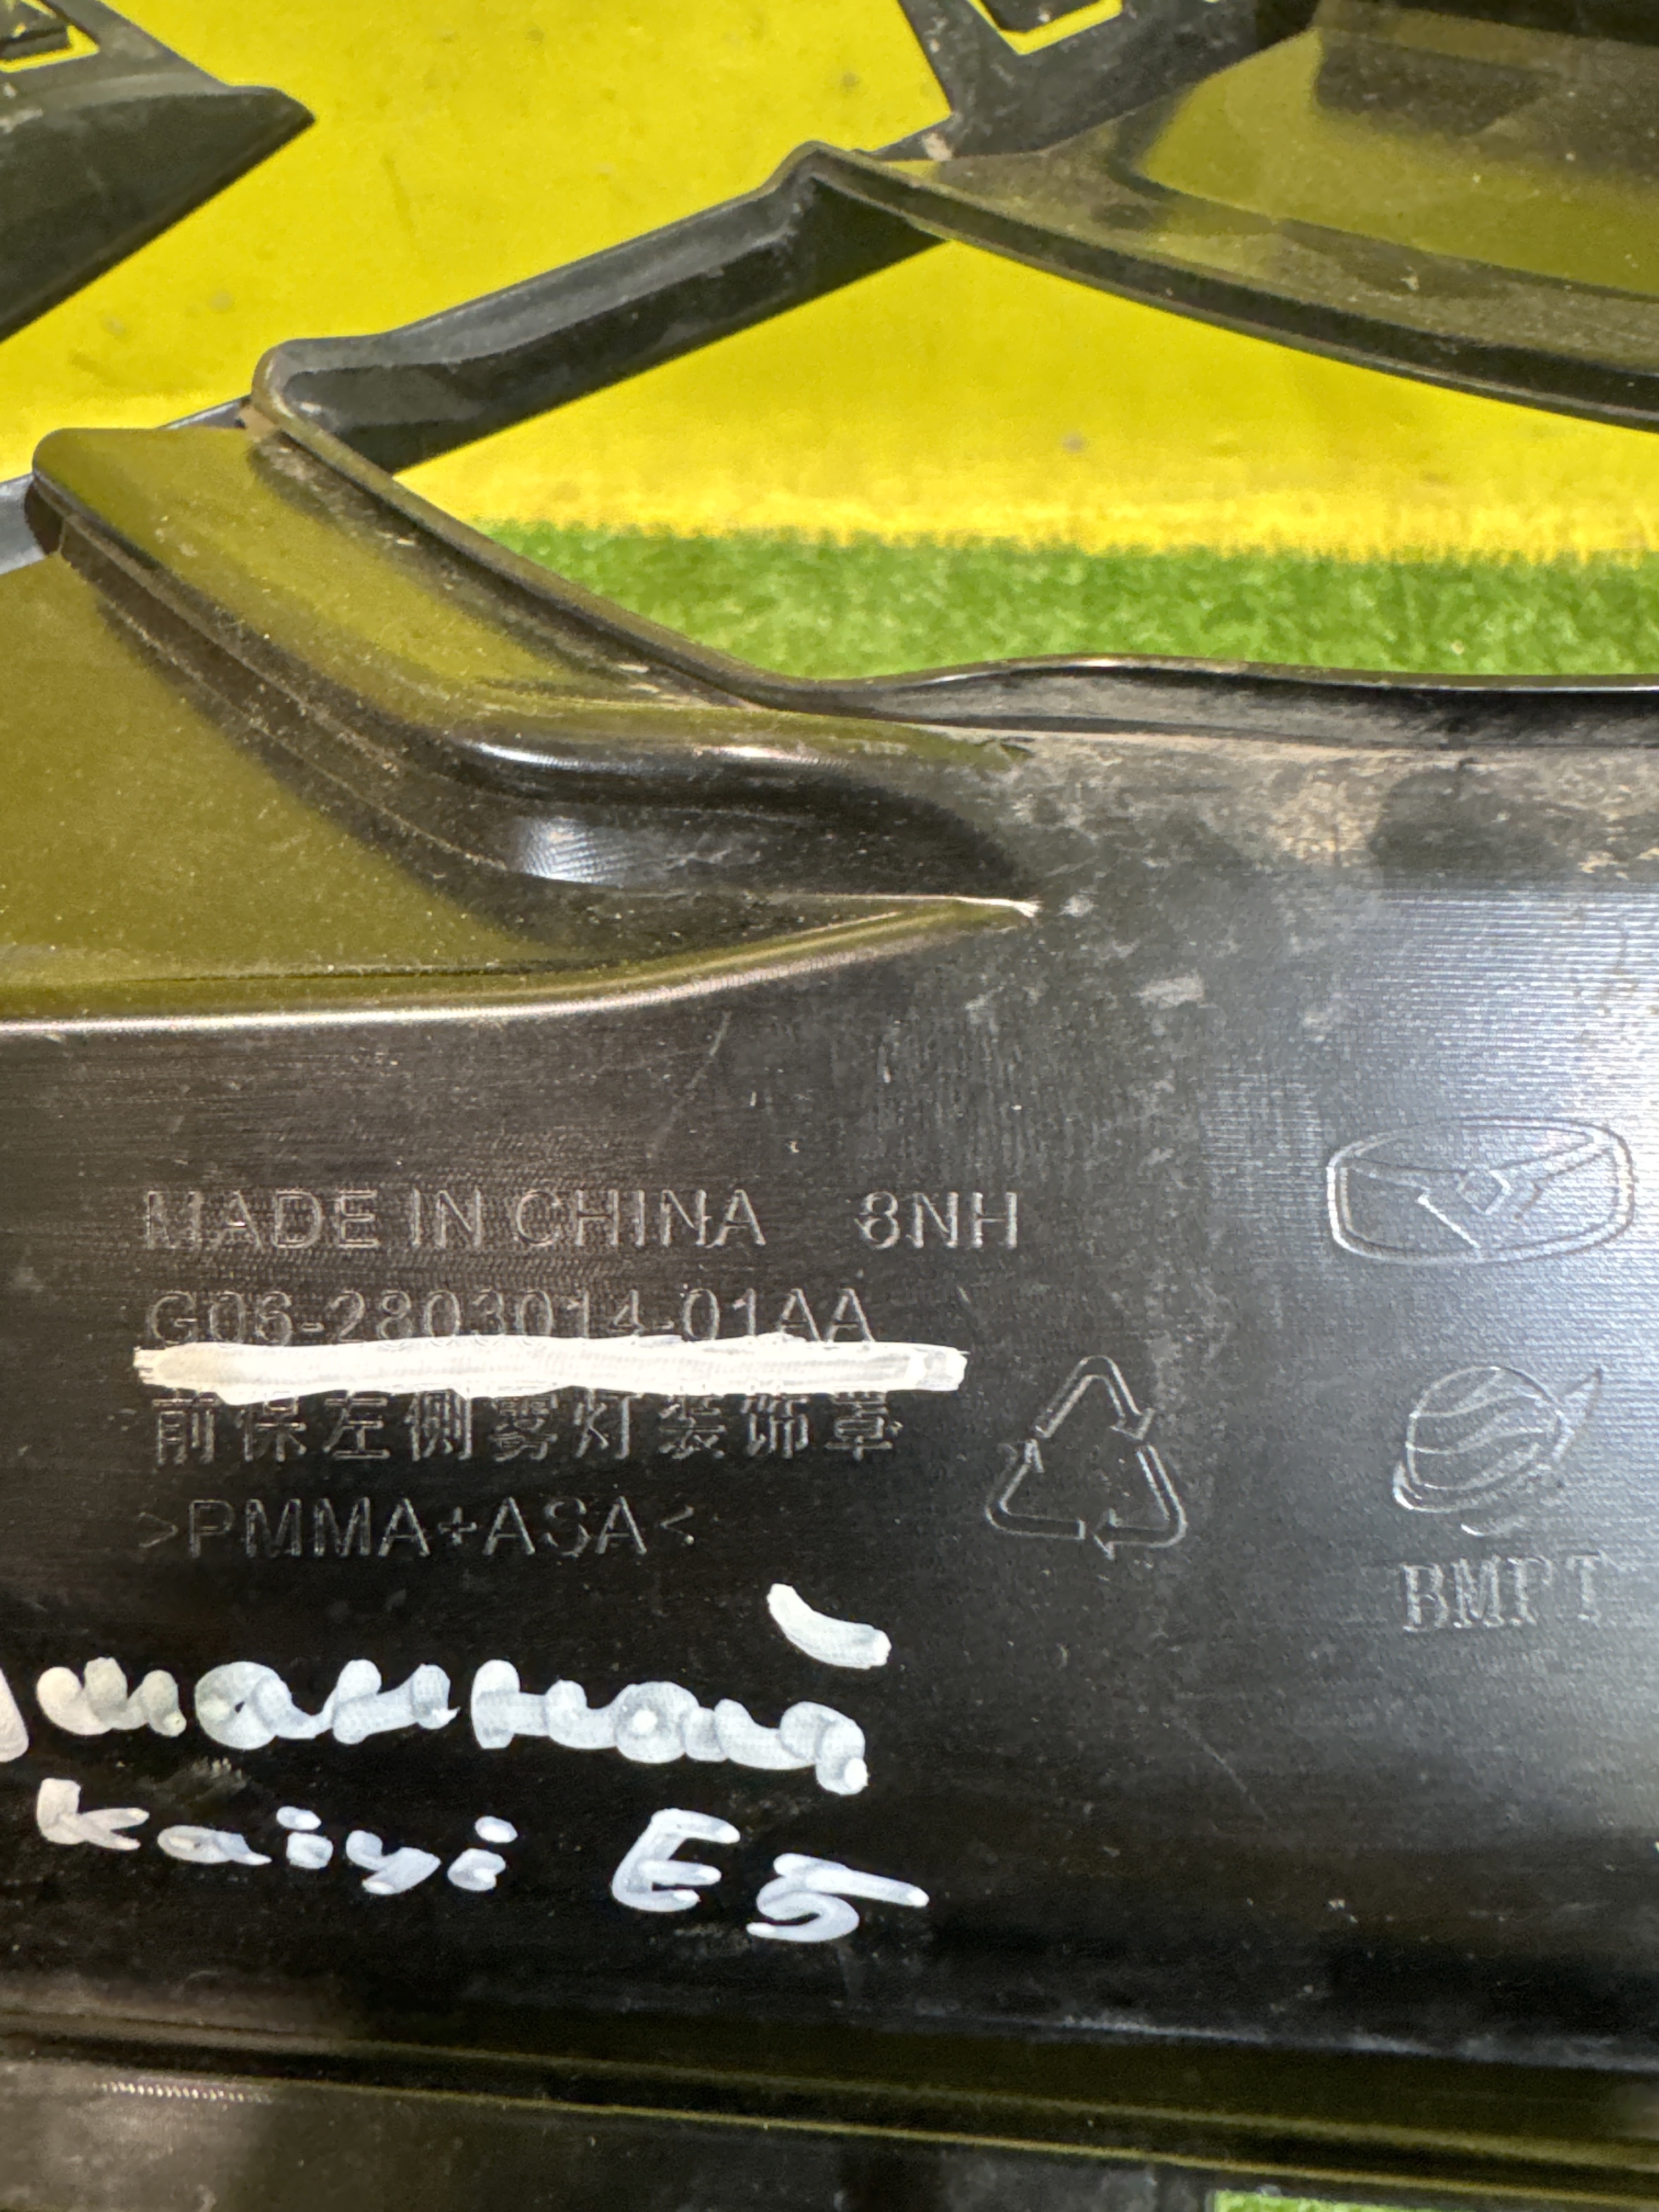 MADE IN CHINA 8NH
G06-2803014-01AA
前保左侧雾灯装饰罩
>PMMA+ASA<
BMPT
kaiyi E5